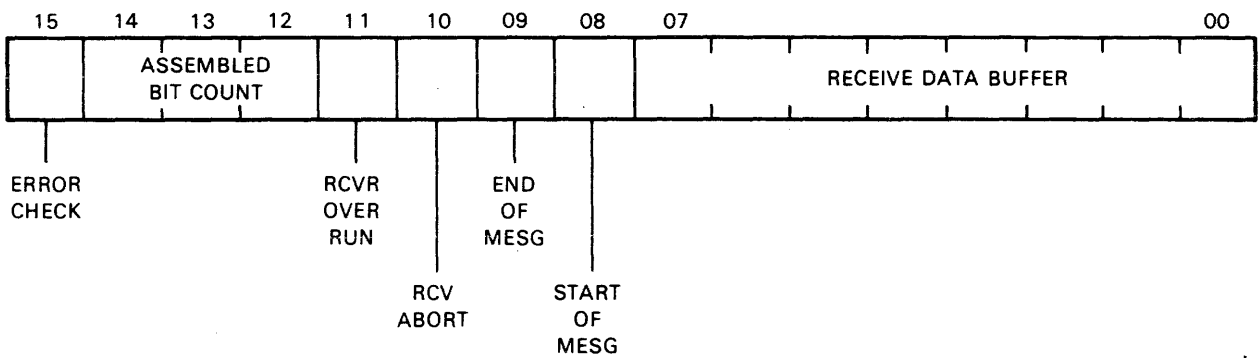 15 14 13 12 11 10 09 08 07 00
ASSEMBLED
BIT COUNT
RECEIVE DATA BUFFER
ERROR
CHECK
RCVR
OVER
RUN
END
OF
MESG
RCV
ABORT
START
OF
MESG